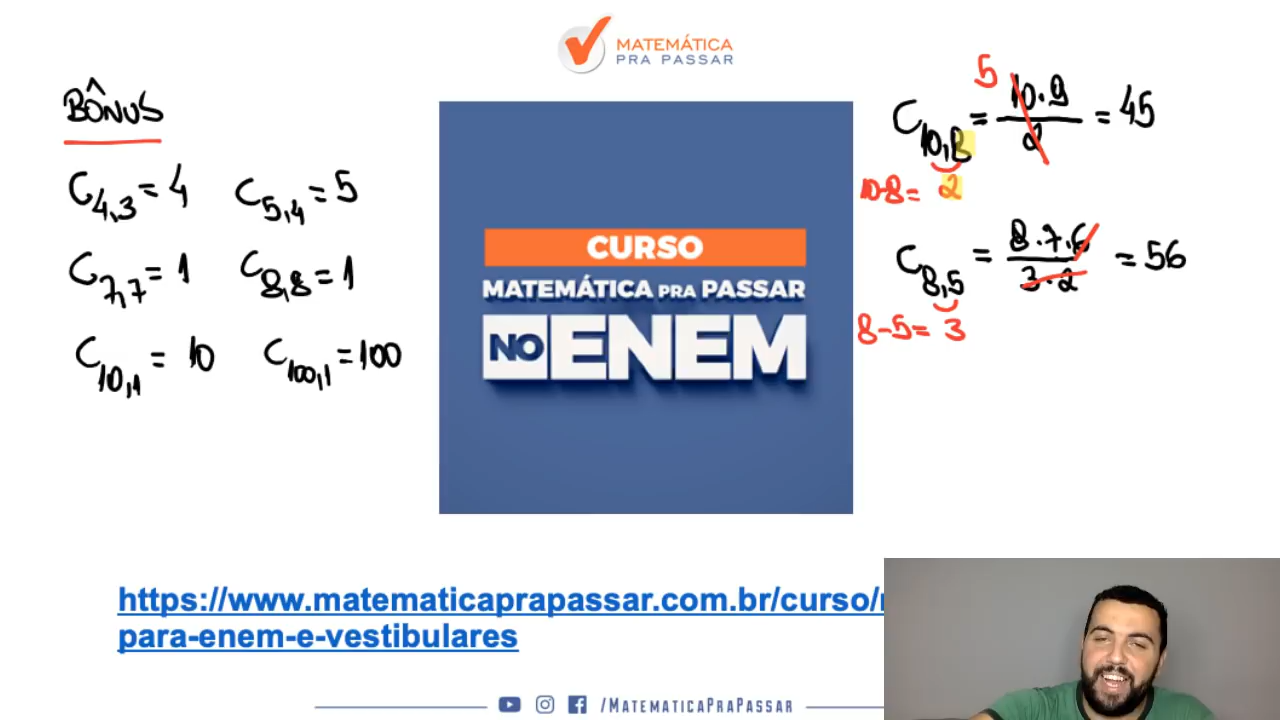 MATEMÁTICA
PRA PASSAR
BÔNUS
C4,3 = 4 C5,4 = 5
C7,7 = 1 C8,8 = 1
C10,1 = 10 C100,1 = 100
CURSO
MATEMÁTICA PRA PASSAR
NO ENEM
5
C10,8 = 10.9 / 2 = 45
10-8= 2
C8,5 = 8.7.6 / 3.2 = 56
8-5= 3
https://www.matematicaprapassar.com.br/curso/
para-enem-e-vestibulares
/MATEMATICAPRAPASSAR